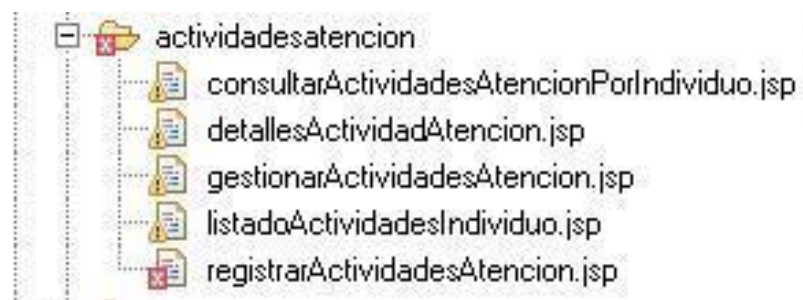 actividadesatencion
consultarActividadesAtencionPorIndividuo.jsp
detallesActividadAtencion.jsp
gestionarActividadesAtencion.jsp
listadoActividadesIndividuo.jsp
registrarActividadesAtencion.jsp